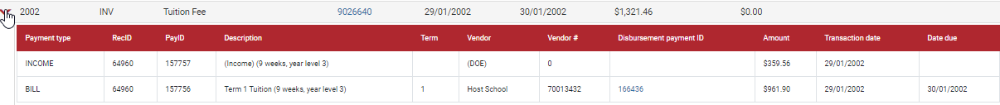 2002 INV Tuition Fee 9026640 29/01/2002 30/01/2002 $1,321.46 $0.00
Payment type RecID PayID Description Term Vendor Vendor # Disbursement payment ID Amount Transaction date Date due
INCOME 64960 157757 (Income) (9 weeks, year level 3) (DOE) 0 $359.56 29/01/2002
BILL 64960 157756 Term 1 Tuition (9 weeks, year level 3) 1 Host School 70013432 166436 $961.90 29/01/2002 30/01/2002